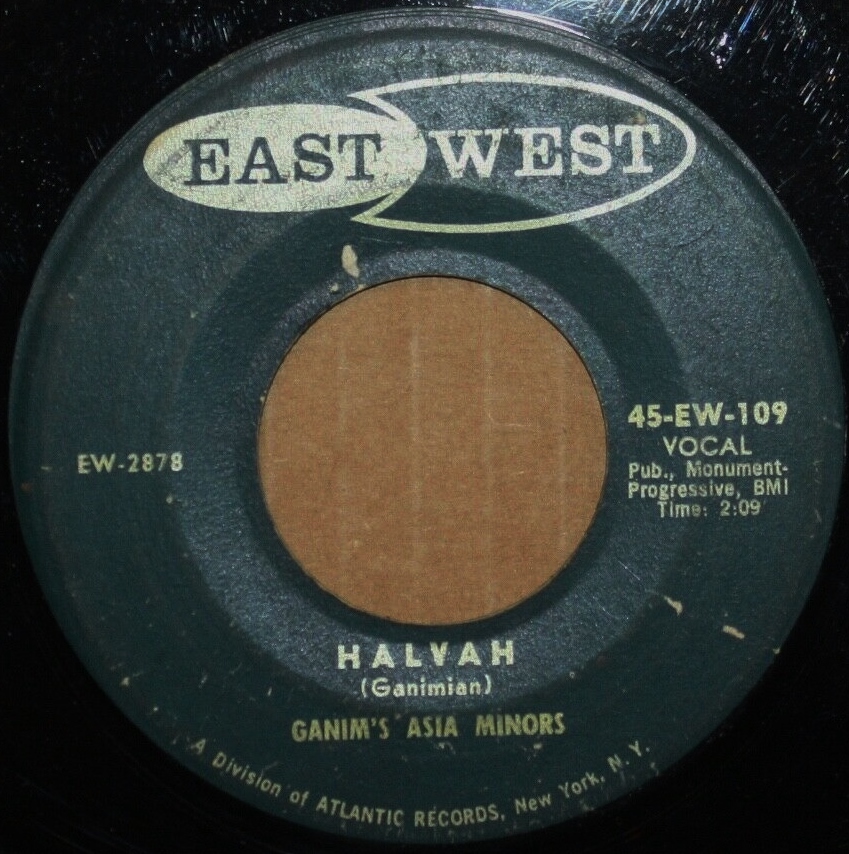 EAST WEST
45-EW-109
VOCAL
Pub., Monument-
Progressive, BMI
Time: 2:09
EW-2878
HALVAH
(Ganimian)
GANIM'S ASIA MINORS
A Division of ATLANTIC RECORDS, New York, N. Y.